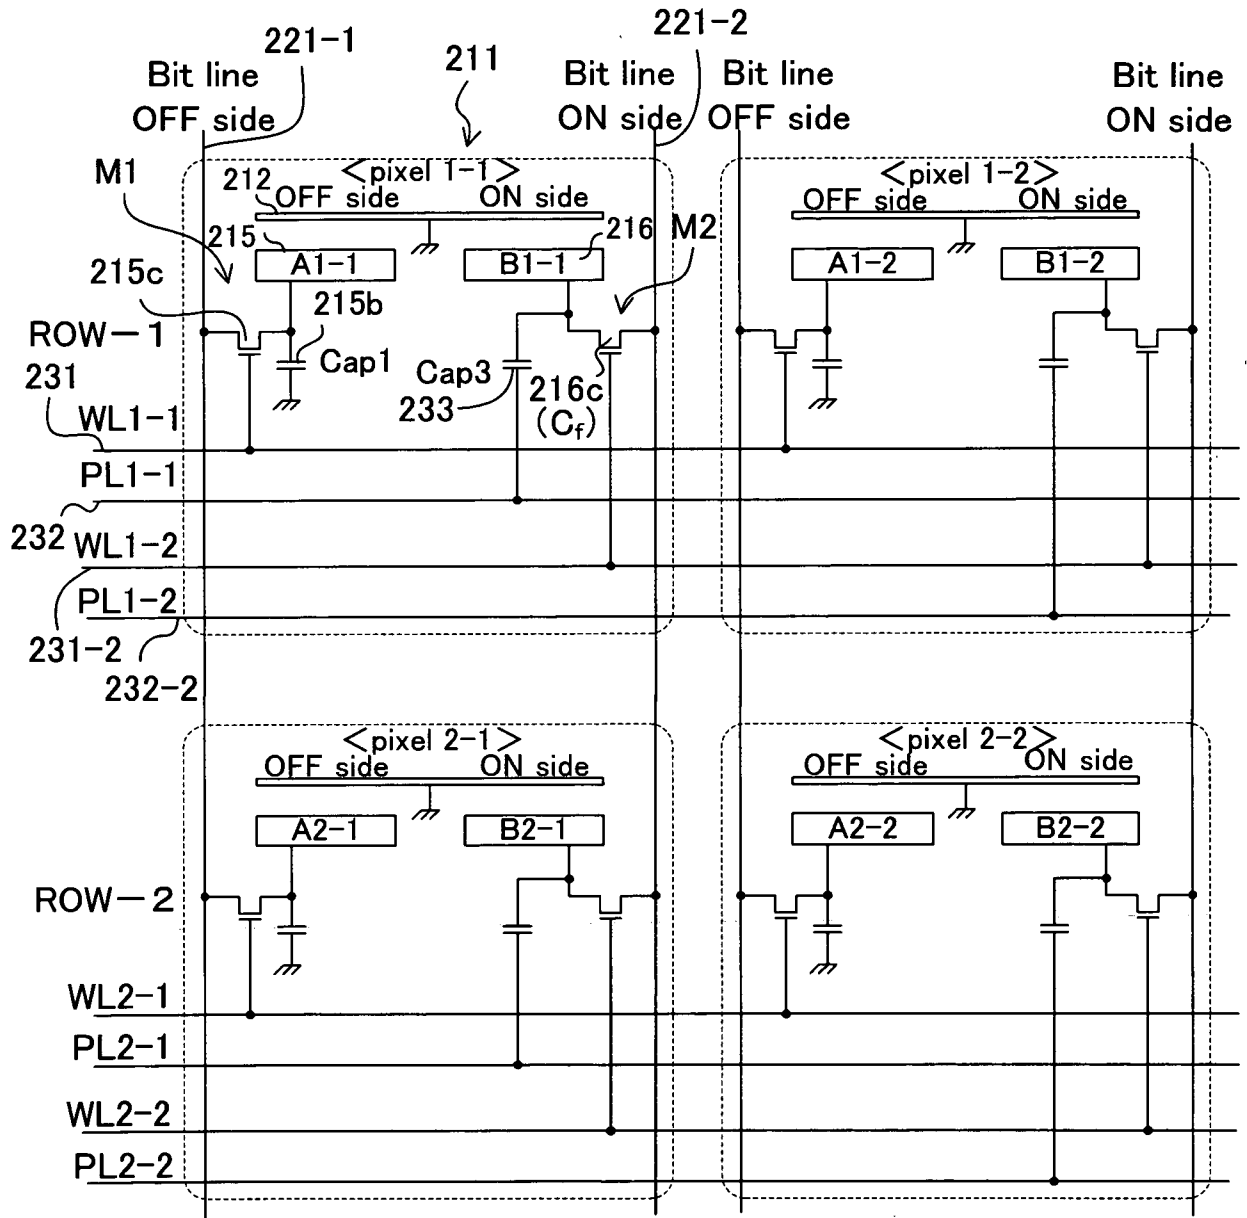 221-1
211
221-2
Bit line
OFF side
Bit line
ON side
Bit line
OFF side
Bit line
ON side
M1
<pixel 1-1>
212
OFF side
ON side
<pixel 1-2>
OFF side
ON side
215
A1-1
B1-1
216
M2
A1-2
B1-2
215c
215b
ROW-1
Cap1
Cap3
233
216c
(Cf)
231
WL1-1
PL1-1
232
WL1-2
PL1-2
231-2
232-2
<pixel 2-1>
OFF side
ON side
<pixel 2-2>
OFF side
ON side
A2-1
B2-1
A2-2
B2-2
ROW-2
WL2-1
PL2-1
WL2-2
PL2-2